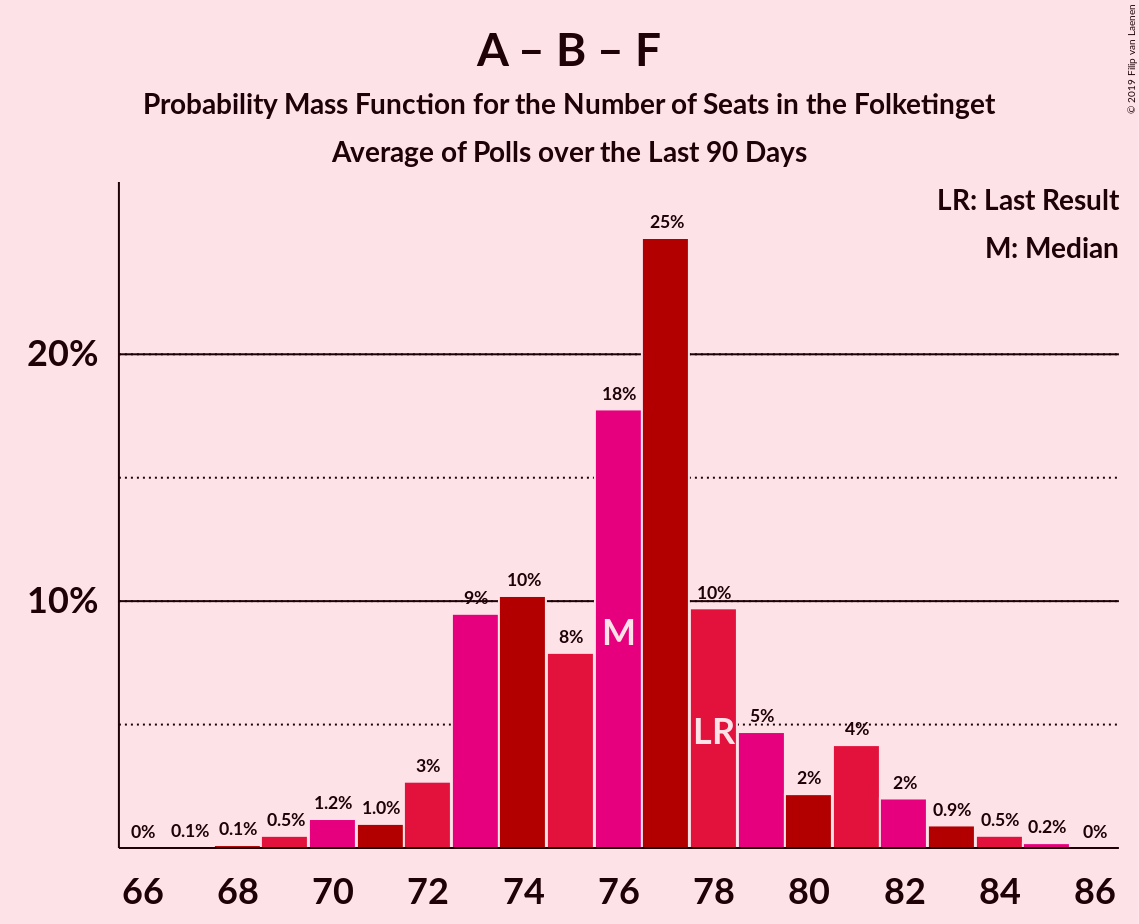 A – B – F
Probability Mass Function for the Number of Seats in the Folketinget
Average of Polls over the Last 90 Days
© 2019 Filip van Laenen
LR: Last Result
M: Median
20%
10%
0%
0.1%
0.1%
0.5%
1.2%
1.0%
3%
9%
10%
8%
18%
25%
10%
5%
2%
4%
2%
0.9%
0.5%
0.2%
0%
M
LR
66 68 70 72 74 76 78 80 82 84 86